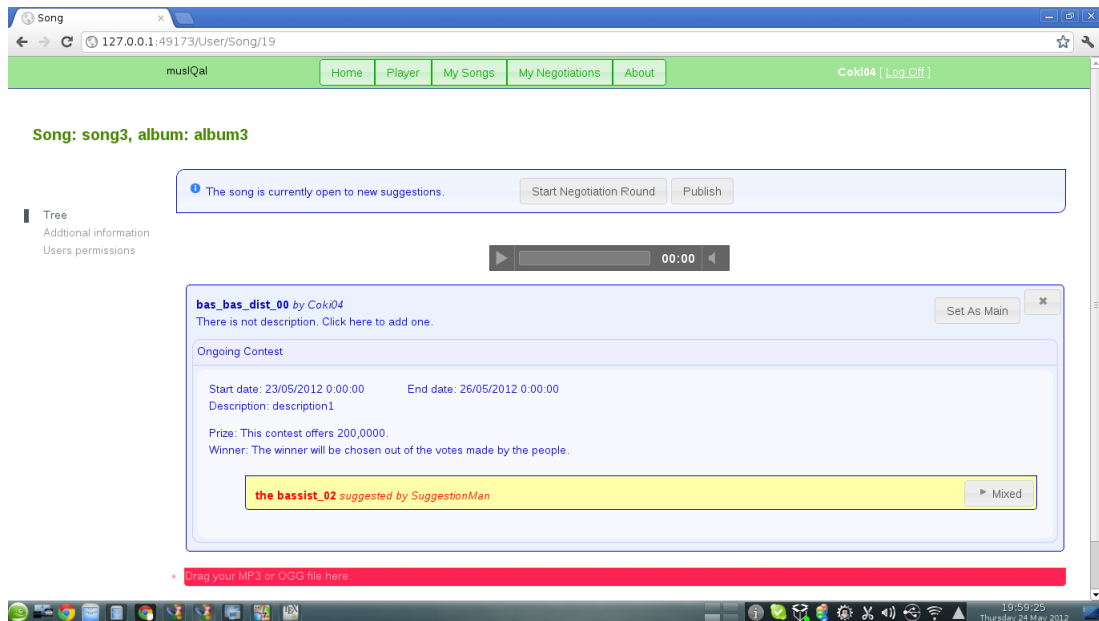 Song
127.0.0.1:49173/User/Song/19
musIQal
Home Player My Songs My Negotiations About
Coki04 [ Log Off ]
Song: song3, album: album3
The song is currently open to new suggestions.
Start Negotiation Round Publish
Tree
Addtional information
Users permissions
00:00
bas_bas_dist_00 by Coki04
There is not description. Click here to add one.
Set As Main
Ongoing Contest
Start date: 23/05/2012 0:00:00 End date: 26/05/2012 0:00:00
Description: description1
Prize: This contest offers 200,0000.
Winner: The winner will be chosen out of the votes made by the people.
the bassist_02 suggested by SuggestionMan
Mixed
Drag your MP3 or OGG file here.
19:59:25
Thursday 24 May 2012